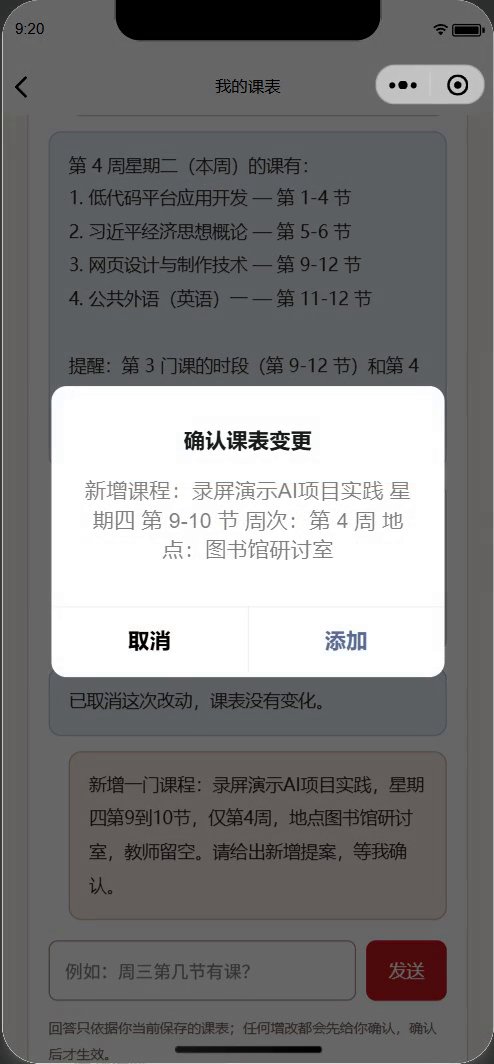 9:20
我的课表
第 4 周星期二（本周）的课有：
1. 低代码平台应用开发 — 第 1-4 节
2. 习近平经济思想概论 — 第 5-6 节
3. 网页设计与制作技术 — 第 9-12 节
4. 公共外语（英语）一 — 第 11-12 节
提醒：第 3 门课的时段（第 9-12 节）和第 4
确认课表变更
新增课程：录屏演示AI项目实践 星
期四 第 9-10 节 周次：第 4 周 地
点：图书馆研讨室
取消
添加
已取消这次改动，课表没有变化。
新增一门课程：录屏演示AI项目实践，星期
四第9到10节，仅第4周，地点图书馆研讨
室，教师留空。请给出新增提案，等我确
认。
例如：周三第几节有课？
发送
回答只依据你当前保存的课表；任何增改都会先给你确认，确认
后才生效。